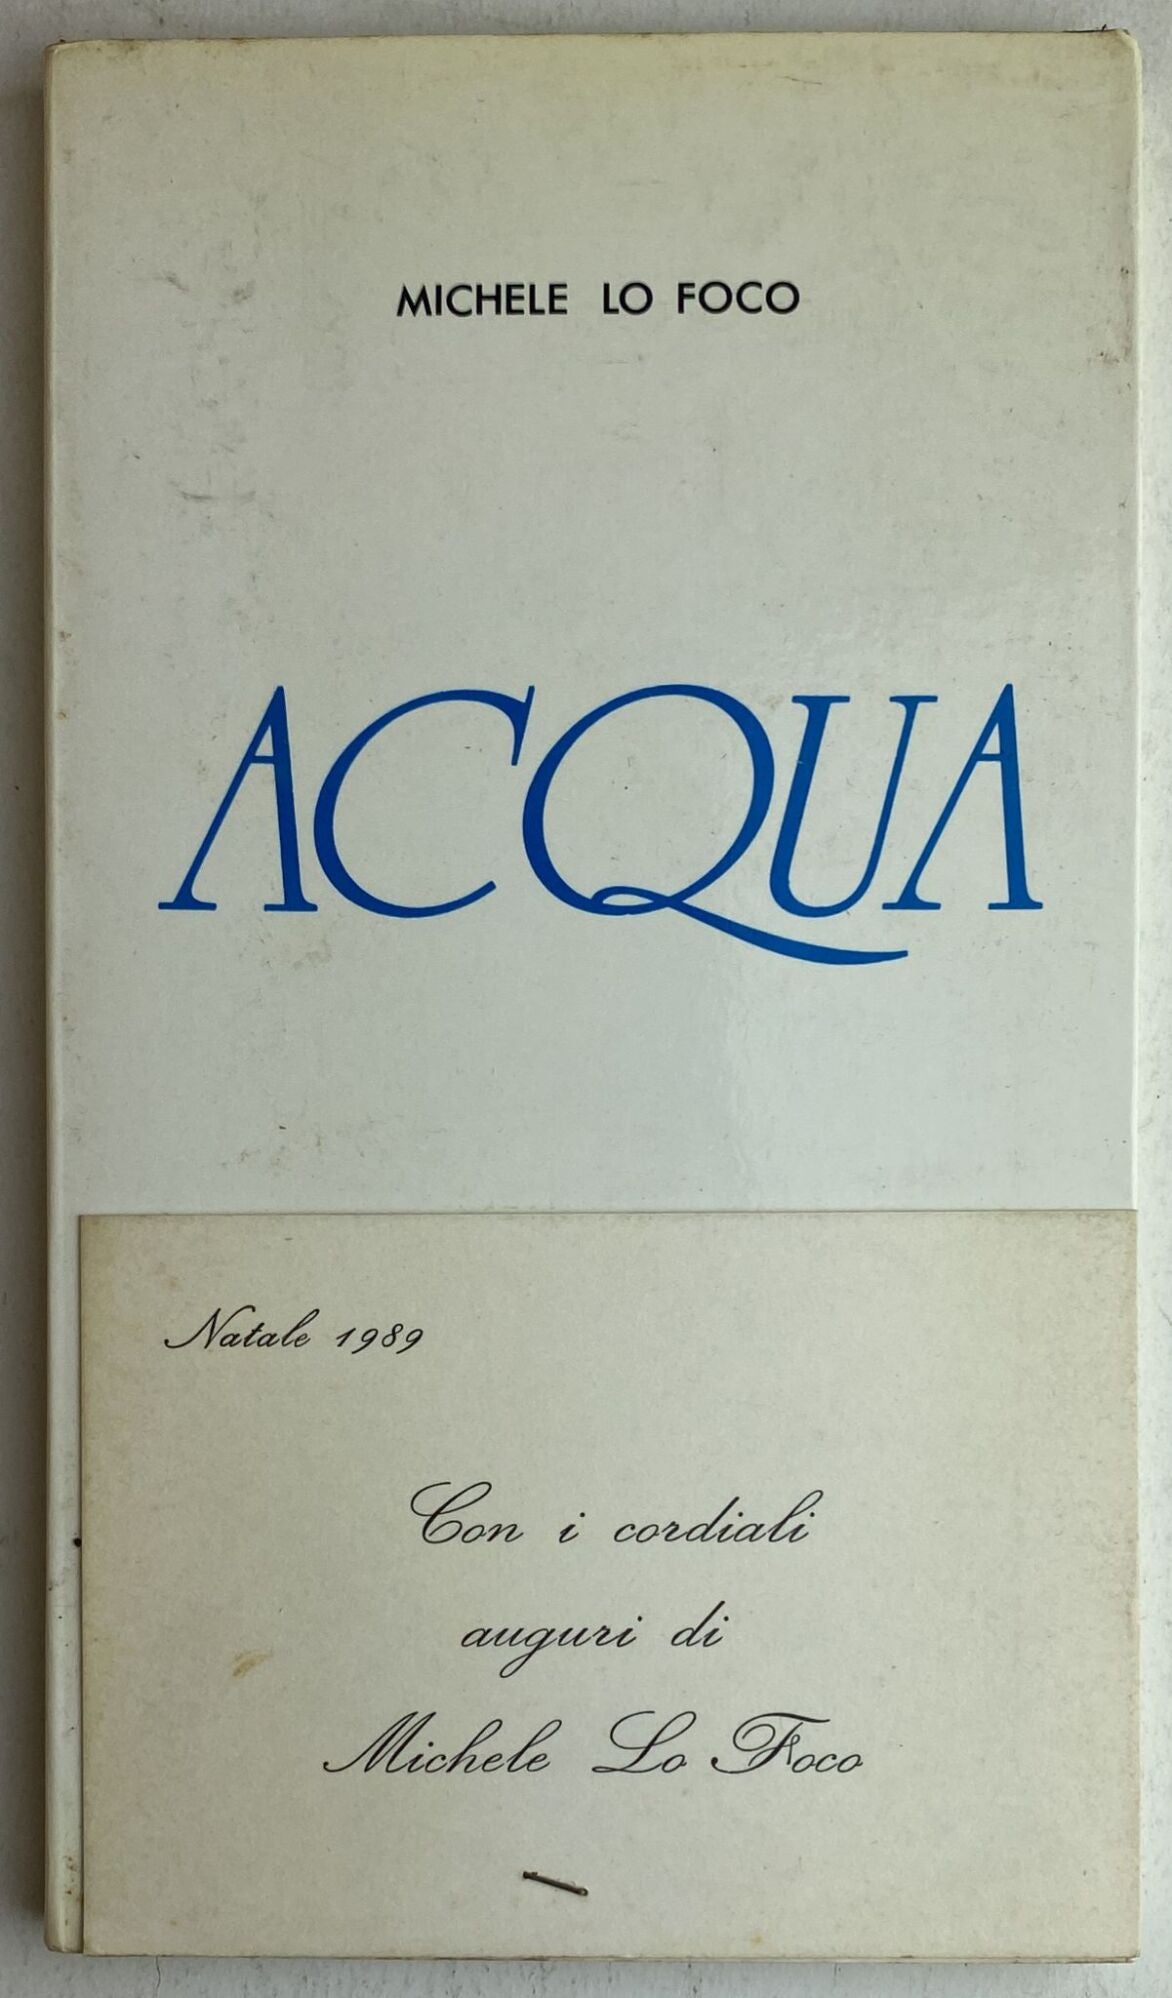 MICHELE LO FOCO
ACQUA
Natale 1989
Con i cordiali
auguri di
Michele Lo Foco